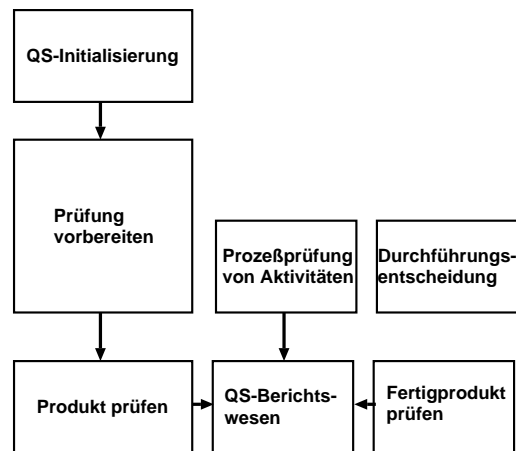 QS-Initialisierung
Prüfung
vorbereiten
Prozeßprüfung
von Aktivitäten
Durchführungs-
entscheidung
Produkt prüfen
QS-Berichts-
wesen
Fertigprodukt
prüfen